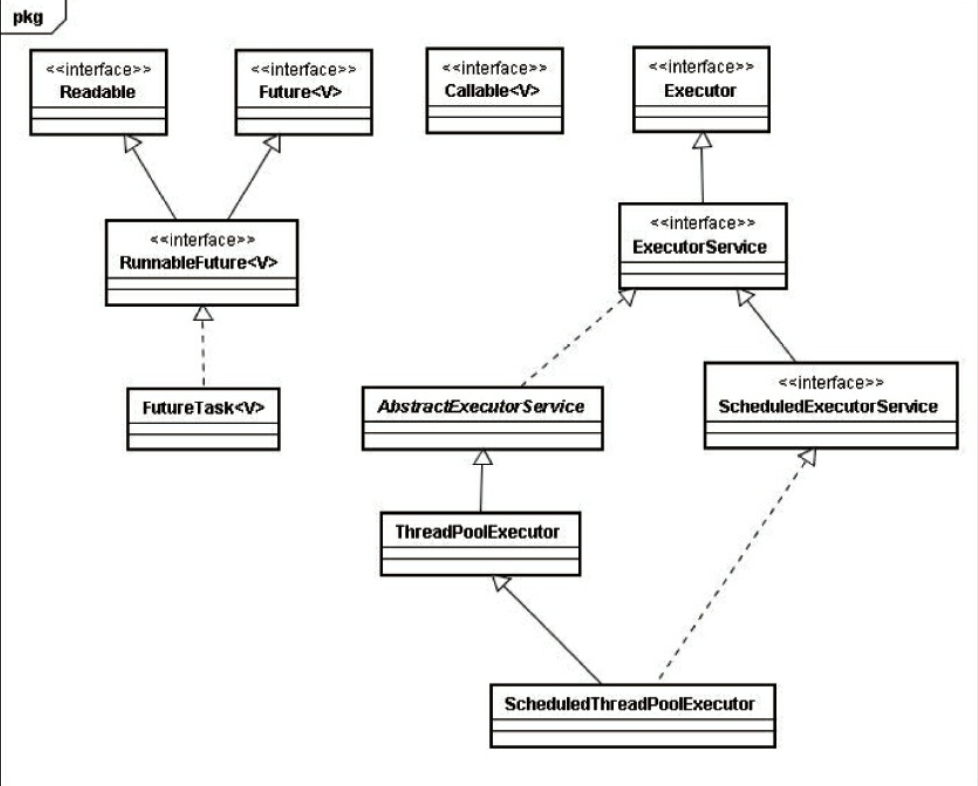 pkg
<<interface>>
Readable
<<interface>>
Future<V>
<<interface>>
Callable<V>
<<interface>>
Executor
<<interface>>
RunnableFuture<V>
<<interface>>
ExecutorService
FutureTask<V>
AbstractExecutorService
<<interface>>
ScheduledExecutorService
ThreadPoolExecutor
ScheduledThreadPoolExecutor